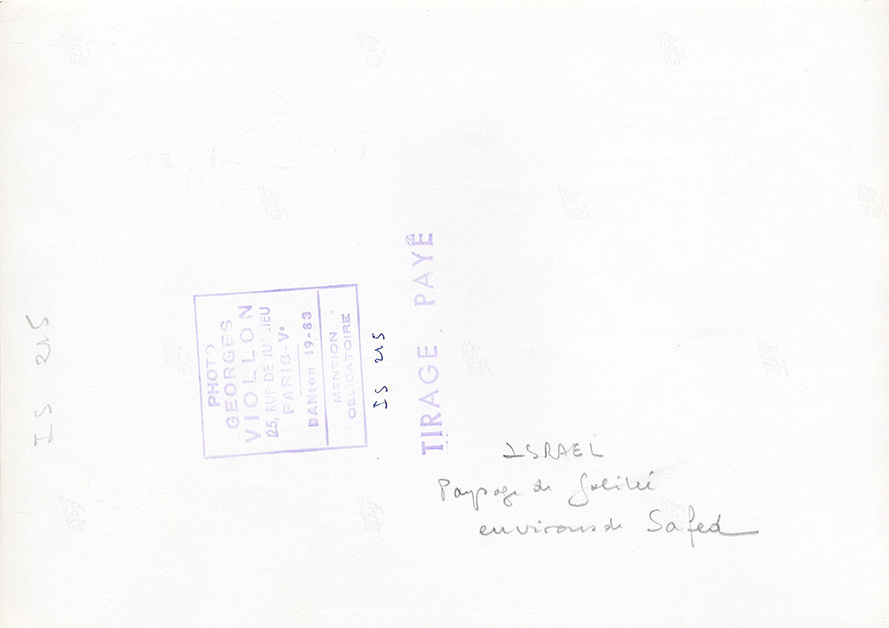 IS 215
PHOTO
GEORGES
VIOLLON
25, RUE DE JUSSIEU
PARIS-Vᵉ
DANton 19-83
MENTION
OBLIGATOIRE
IS 215
TIRAGE PAYÉ
ISRAEL
Paysage de Galilée
environs de Safed